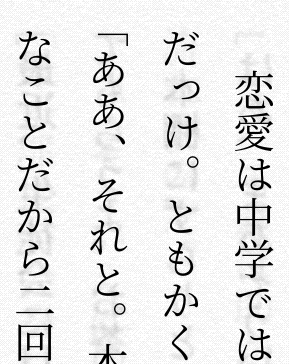 恋愛は中学では
だっけ。ともかく
「ああ、それと。
なことだから二回